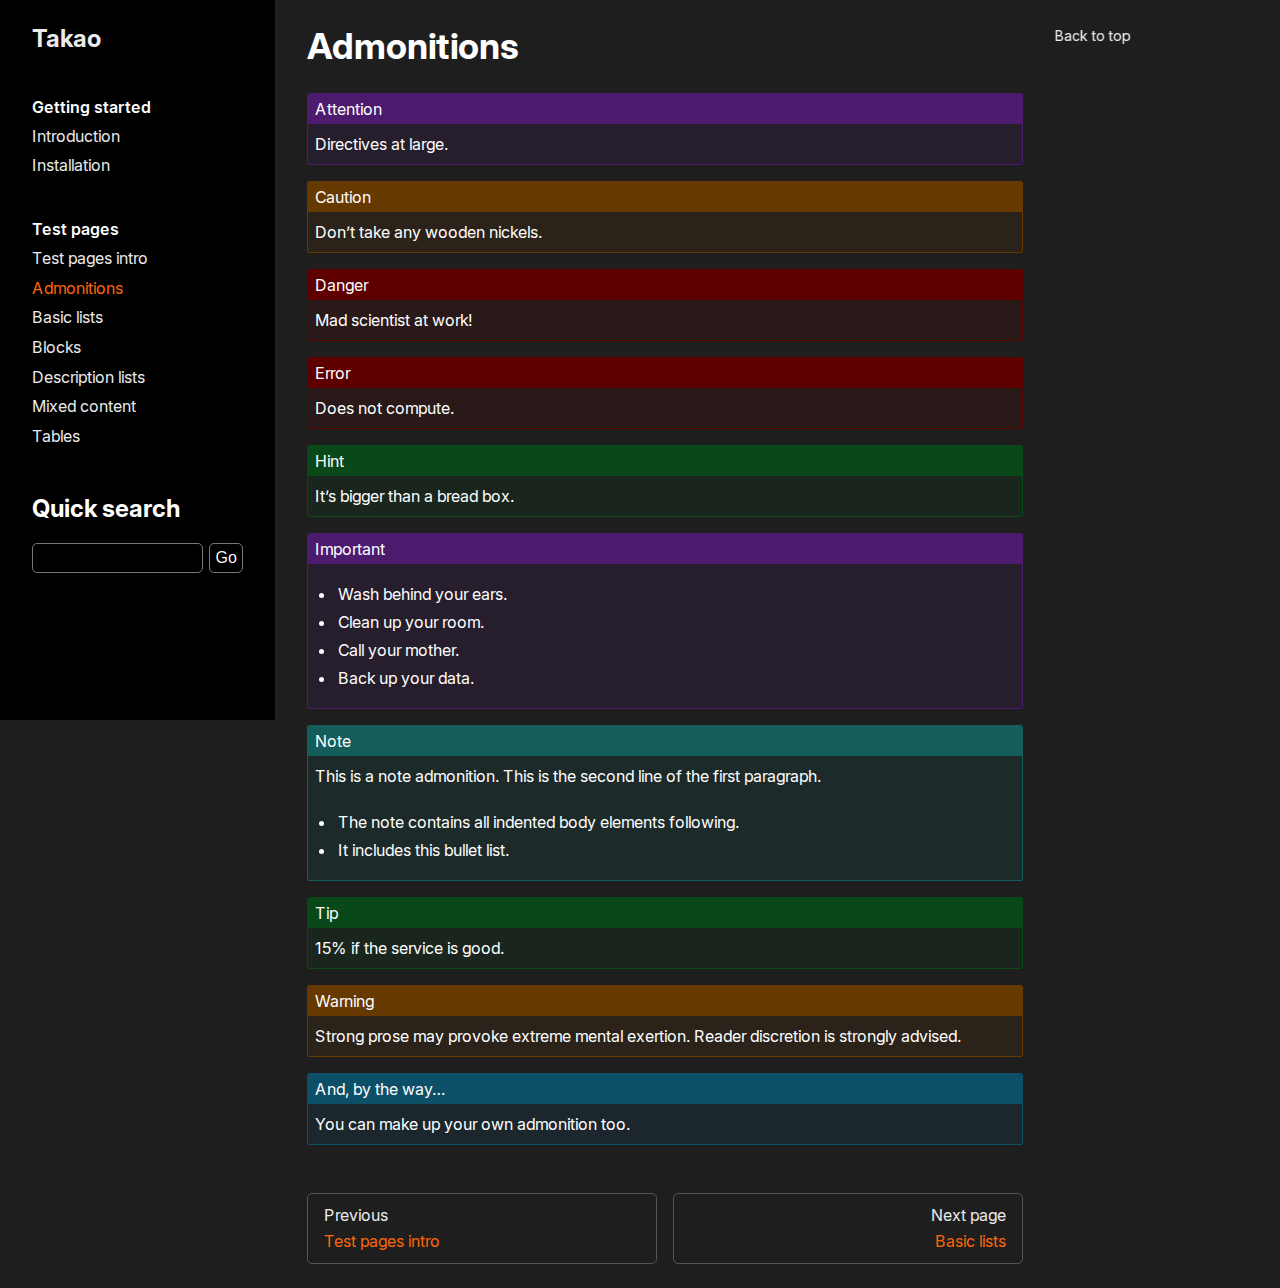 Takao
Getting started
Introduction
Installation
Test pages
Test pages intro
Admonitions
Basic lists
Blocks
Description lists
Mixed content
Tables
Quick search
Go
Admonitions
Attention
Directives at large.
Caution
Don’t take any wooden nickels.
Danger
Mad scientist at work!
Error
Does not compute.
Hint
It’s bigger than a bread box.
Important
• Wash behind your ears.
• Clean up your room.
• Call your mother.
• Back up your data.
Note
This is a note admonition. This is the second line of the first paragraph.
• The note contains all indented body elements following.
• It includes this bullet list.
Tip
15% if the service is good.
Warning
Strong prose may provoke extreme mental exertion. Reader discretion is strongly advised.
And, by the way…
You can make up your own admonition too.
Previous
Test pages intro
Next page
Basic lists
Back to top